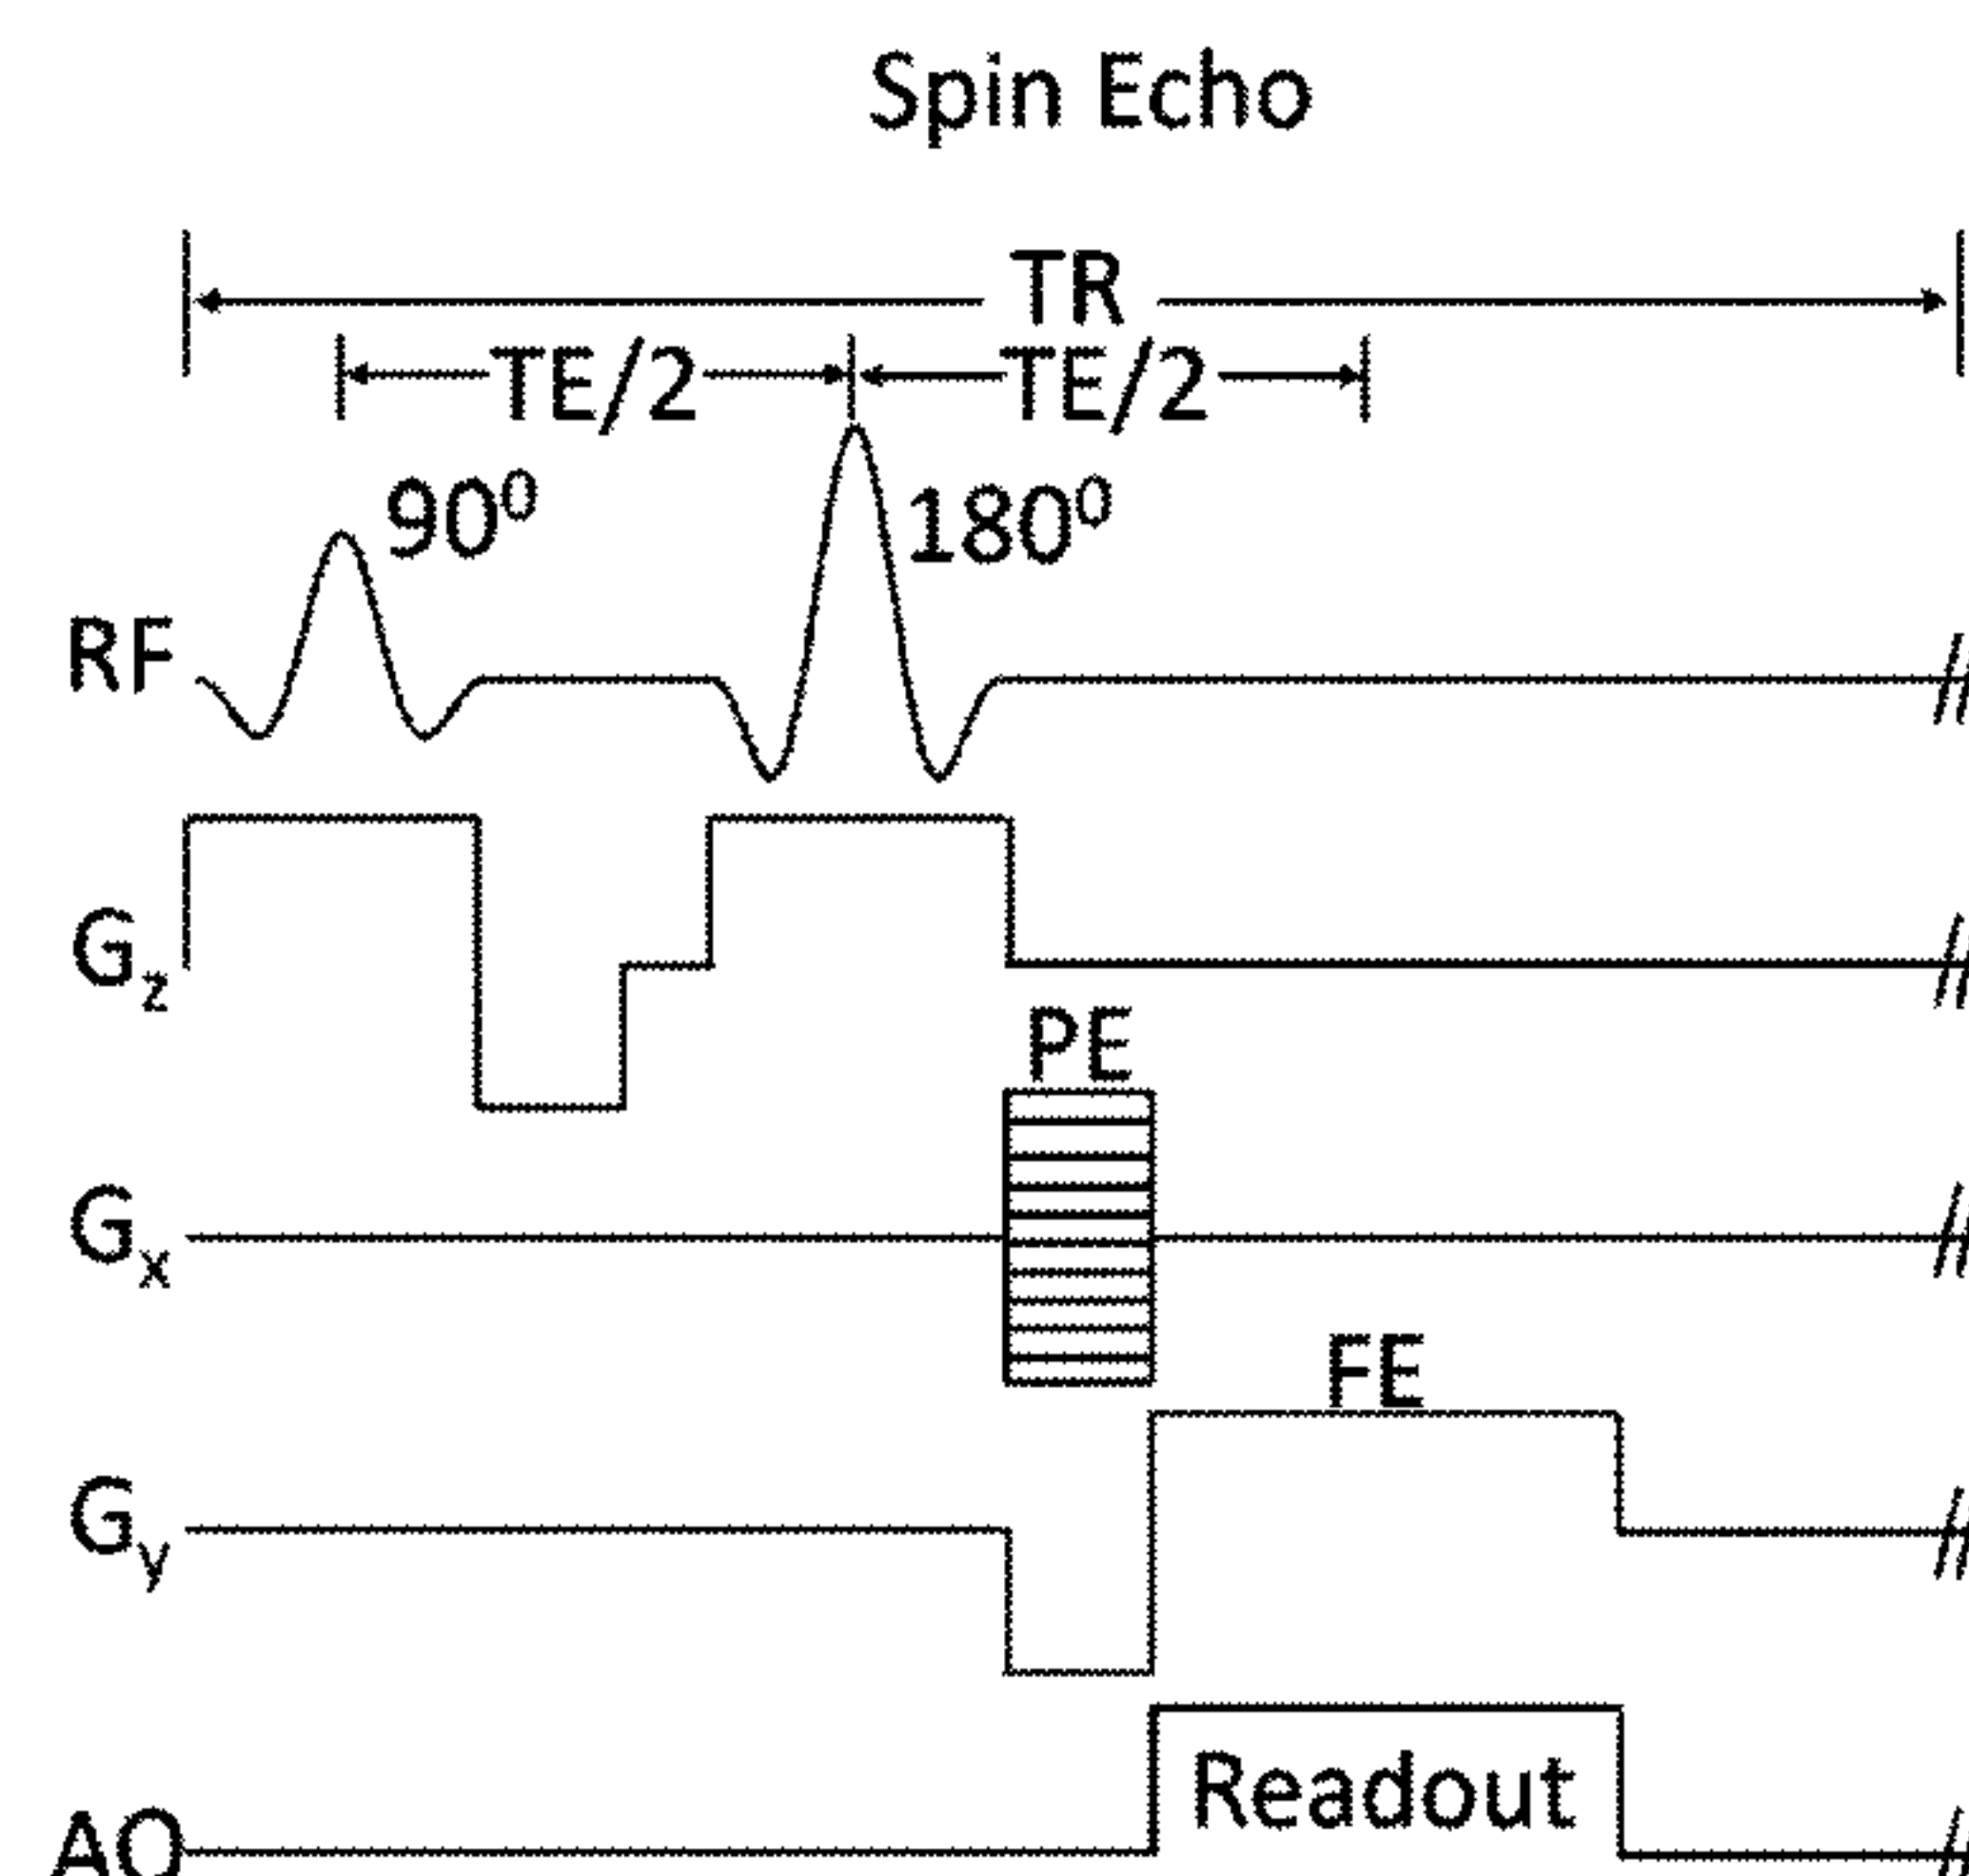 Spin Echo
TR
TE/2 TE/2
90⁰ 180⁰
RF
Gz
PE
Gx
FE
Gy
Readout
AQ